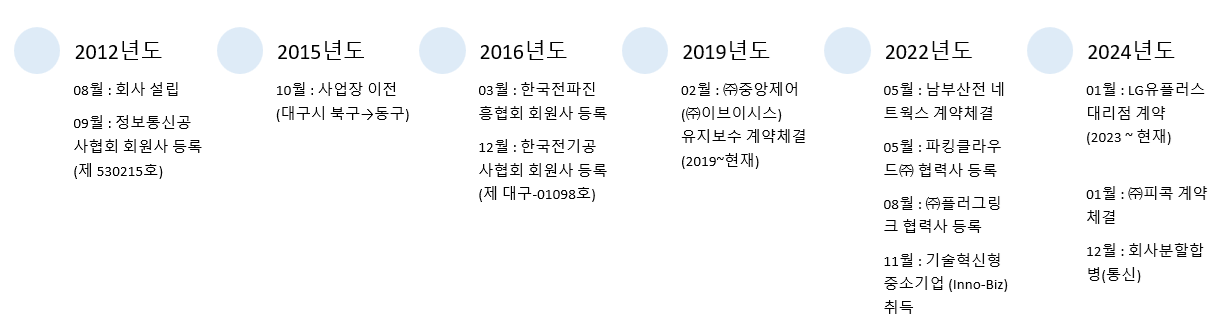 2012년도
08월 : 회사 설립
09월 : 정보통신공
사협회 회원사 등록
(제 530215호)
2015년도
10월 : 사업장 이전
(대구시 북구→동구)
2016년도
03월 : 한국전파진
흥협회 회원사 등록
12월 : 한국전기공
사협회 회원사 등록
(제 대구-01098호)
2019년도
02월 : ㈜중앙제어
(㈜이브이시스)
유지보수 계약체결
(2019~현재)
2022년도
05월 : 남부산전 네
트웍스 계약체결
05월 : 파킹클라우
드㈜ 협력사 등록
08월 : ㈜플러그링
크 협력사 등록
11월 : 기술혁신형
중소기업 (Inno-Biz)
취득
2024년도
01월 : LG유플러스
대리점 계약
(2023 ~ 현재)
01월 : ㈜피콕 계약
체결
12월 : 회사분할합
병(통신)